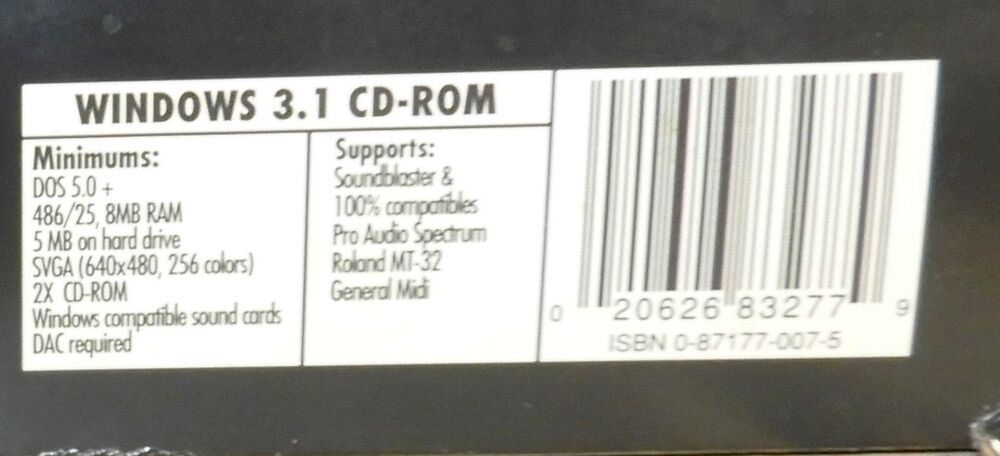 WINDOWS 3.1 CD-ROM
Minimums:
DOS 5.0 +
486/25, 8MB RAM
5 MB on hard drive
SVGA (640x480, 256 colors)
2X CD-ROM
Windows compatible sound cards
DAC required
Supports:
Soundblaster &
100% compatibles
Pro Audio Spectrum
Roland MT-32
General Midi
0 20626 83277 9
ISBN 0-87177-007-5